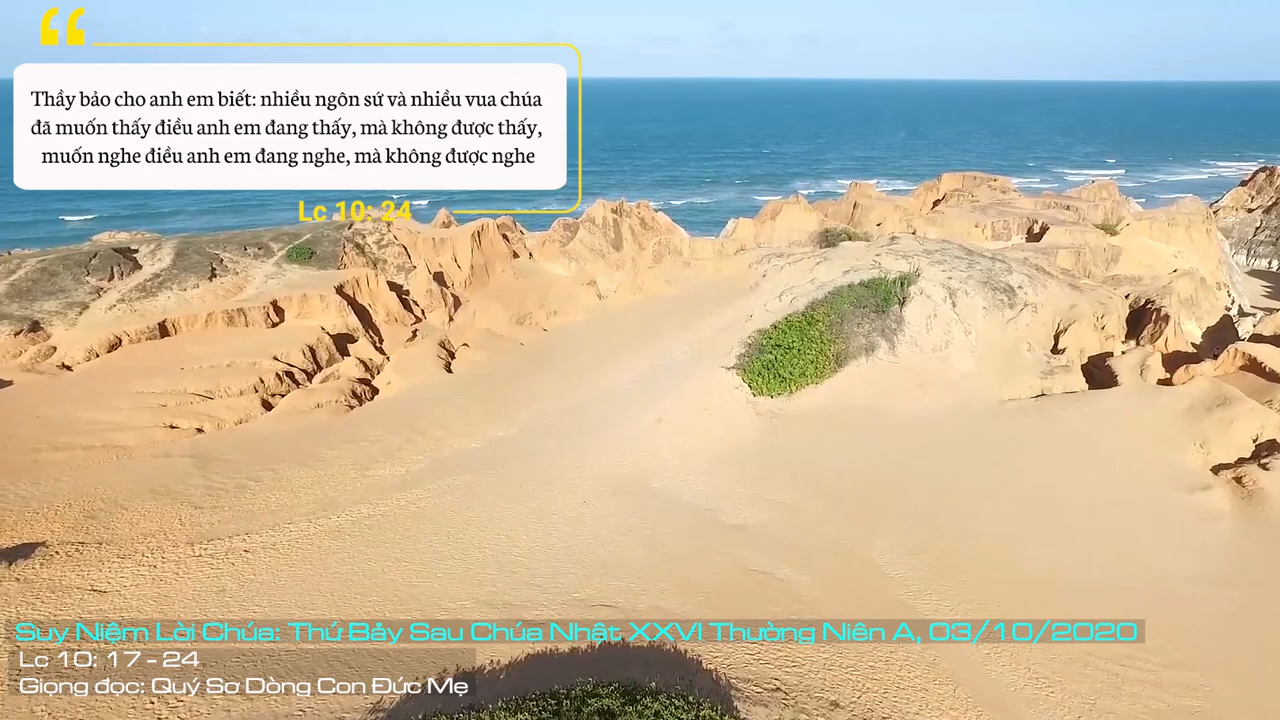 Thầy bảo cho anh em biết: nhiều ngôn sứ và nhiều vua chúa
đã muốn thấy điều anh em đang thấy, mà không được thấy,
muốn nghe điều anh em đang nghe, mà không được nghe
Lc 10: 24
Suy Niệm Lời Chúa: Thứ Bảy Sau Chúa Nhật XXVI Thường Niên A, 03/10/2020
Lc 10: 17 - 24
Giọng đọc: Quý Sơ Dòng Con Đức Mẹ